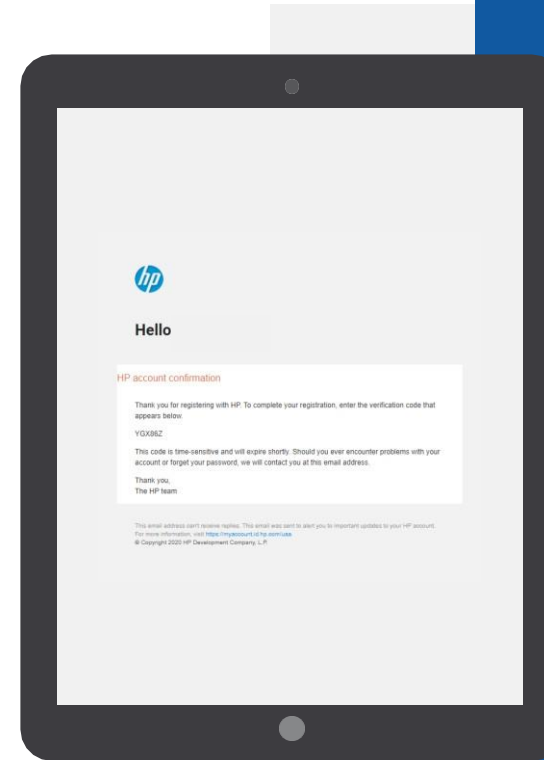 hp
Hello
HP account confirmation
Thank you for registering with HP. To complete your registration, enter the verification code that
appears below.
YGX86Z
This code is time-sensitive and will expire shortly. Should you ever encounter problems with your
account or forget your password, we will contact you at this email address.
Thank you,
The HP team
This email address can't receive replies. This email was sent to alert you to important updates to your HP account.
For more information, visit https://myaccount.id.hp.com/uaa
© Copyright 2020 HP Development Company, L.P.